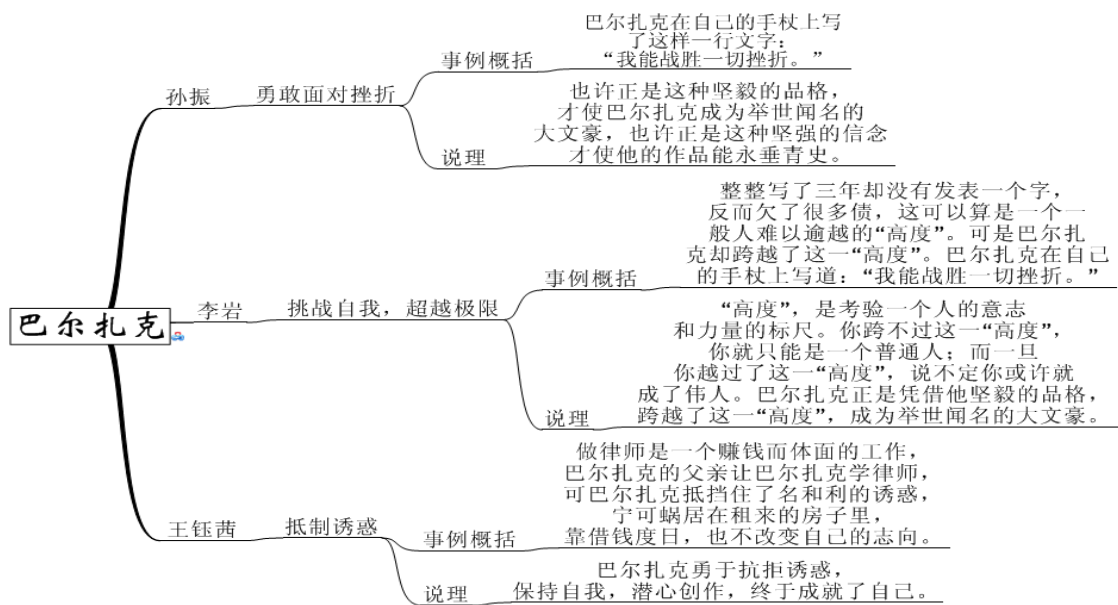 巴尔扎克
孙振
勇敢面对挫折
事例概括
巴尔扎克在自己的手杖上写
了这样一行文字：
“我能战胜一切挫折。”
说理
也许正是这种坚毅的品格，
才使巴尔扎克成为举世闻名的
大文豪，也许正是这种坚强的信念
才使他的作品能永垂青史。
李岩
挑战自我，超越极限
事例概括
整整写了三年却没有发表一个字，
反而欠了很多债，这可以算是一个一
般人难以逾越的“高度”。可是巴尔扎
克却跨越了这一“高度”。巴尔扎克在自己
的手杖上写道：“我能战胜一切挫折。”
说理
“高度”，是考验一个人的意志
和力量的标尺。你跨不过这一“高度”，
你就只能是一个普通人；而一旦
你越过了这一“高度”，说不定你或许就
成了伟人。巴尔扎克正是凭借他坚毅的品格，
跨越了这一“高度”，成为举世闻名的大文豪。
王钰茜
抵制诱惑
事例概括
做律师是一个赚钱而体面的工作，
巴尔扎克的父亲让巴尔扎克学律师，
可巴尔扎克抵挡住了名和利的诱惑，
宁可蜗居在租来的房子里，
靠借钱度日，也不改变自己的志向。
说理
巴尔扎克勇于抗拒诱惑，
保持自我，潜心创作，终于成就了自己。